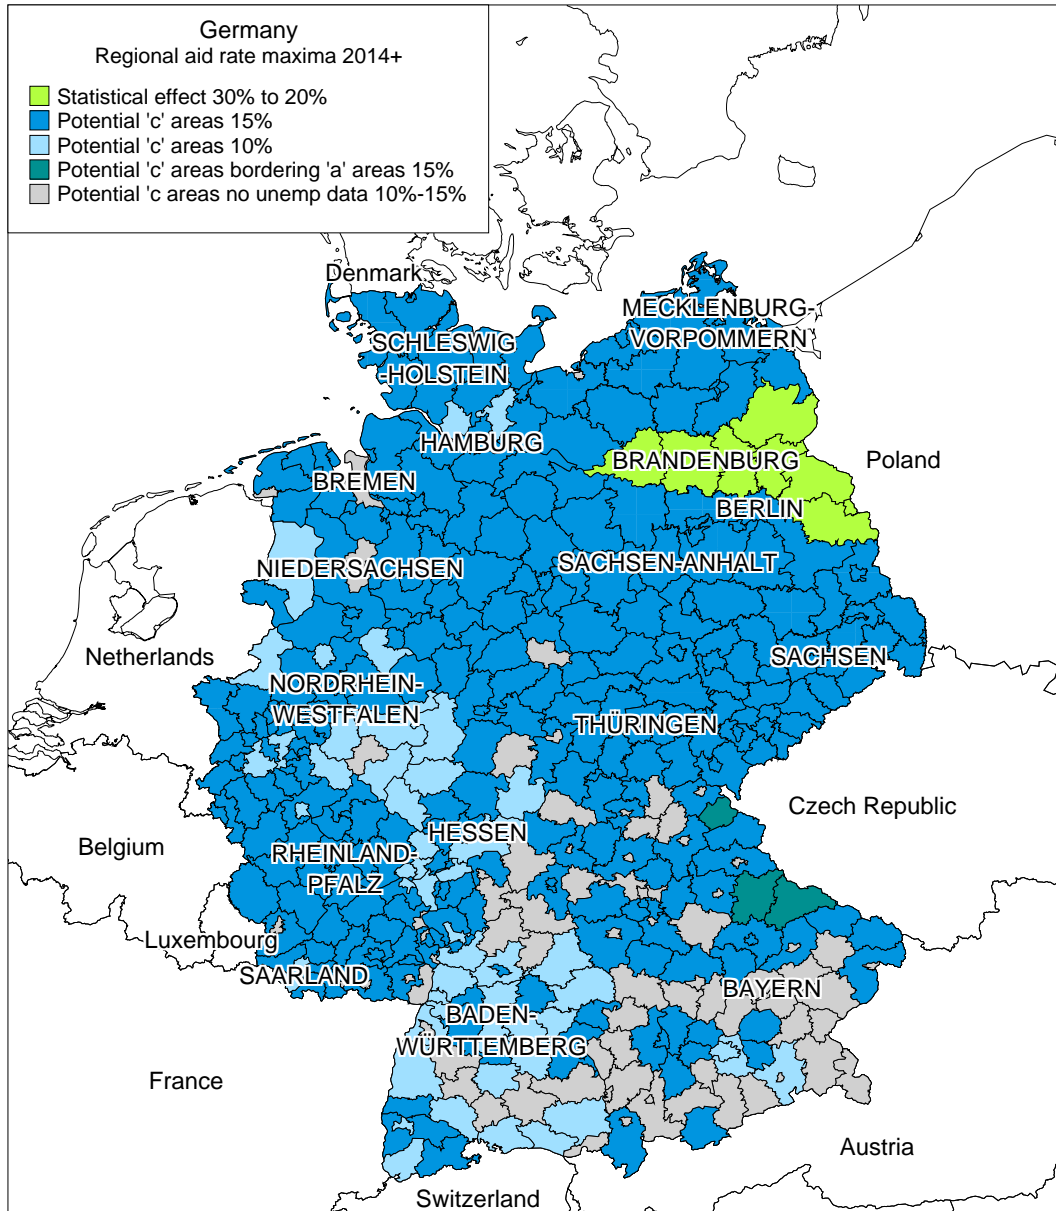 Germany
Regional aid rate maxima 2014+
Statistical effect 30% to 20%
Potential 'c' areas 15%
Potential 'c' areas 10%
Potential 'c' areas bordering 'a' areas 15%
Potential 'c areas no unemp data 10%-15%
Denmark
MECKLENBURG-
VORPOMMERN
SCHLESWIG
-HOLSTEIN
HAMBURG
BRANDENBURG
Poland
BREMEN
BERLIN
NIEDERSACHSEN
SACHSEN-ANHALT
Netherlands
SACHSEN
NORDRHEIN-
WESTFALEN
THÜRINGEN
Czech Republic
Belgium
HESSEN
RHEINLAND-
PFALZ
Luxembourg
SAARLAND
BAYERN
BADEN-
WÜRTTEMBERG
France
Austria
Switzerland